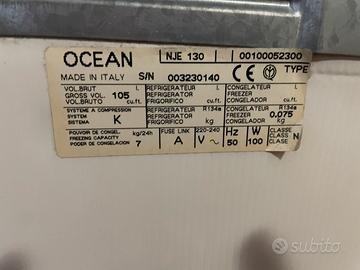 OCEAN NJE 130 00100052300
MADE IN ITALY S/N 003230140 CE TYPE
VOL.BRUT l. REFRIGERATEUR l. CONGELATEUR l.
GROSS VOL. 105 REFRIGERATOR FREEZER
VOL.BRUTO cu.ft. FRIGORIFICO cu.ft. CONGELADOR cu.ft.
SYSTEME A COMPRESSION REFRIGERATEUR R134a CONGELATEUR R134a
SYSTEM K REFRIGERATOR FREEZER 0.075
SISTEMA FRIGORIFICO kg CONGELADOR kg
POUVOIR DE CONGEL. kg/24h FUSE LINK 220-240 Hz W CLASSE
FREEZING CAPACITY A V 50 100 CLASS N
PODER DE CONGELACION 7 CLASE
subito